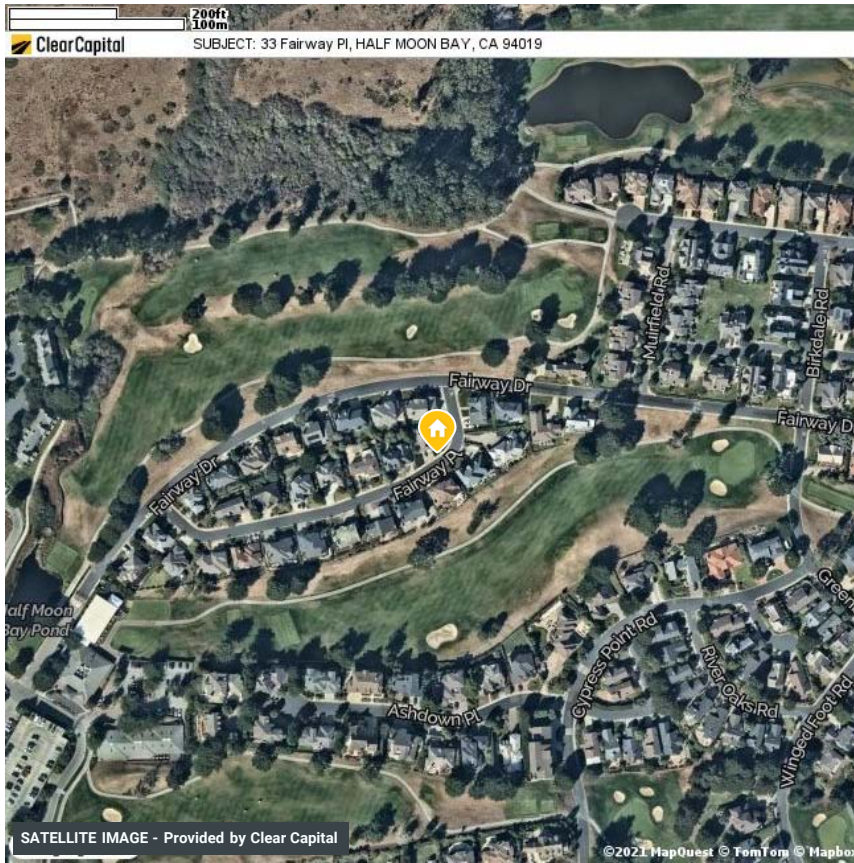 200ft
100m
ClearCapital
SUBJECT: 33 Fairway Pl, HALF MOON BAY, CA 94019
Muirfield Rd
Birkdale Rd
Fairway Dr
Fairway D
Fairway P
Fairway Dr
Half Moon
Bay Pond
Cypress Point Rd
River Oaks Rd
Winged Foot Rd
Ashdown Pl
SATELLITE IMAGE - Provided by Clear Capital
©2021 MapQuest © TomTom © Mapbox